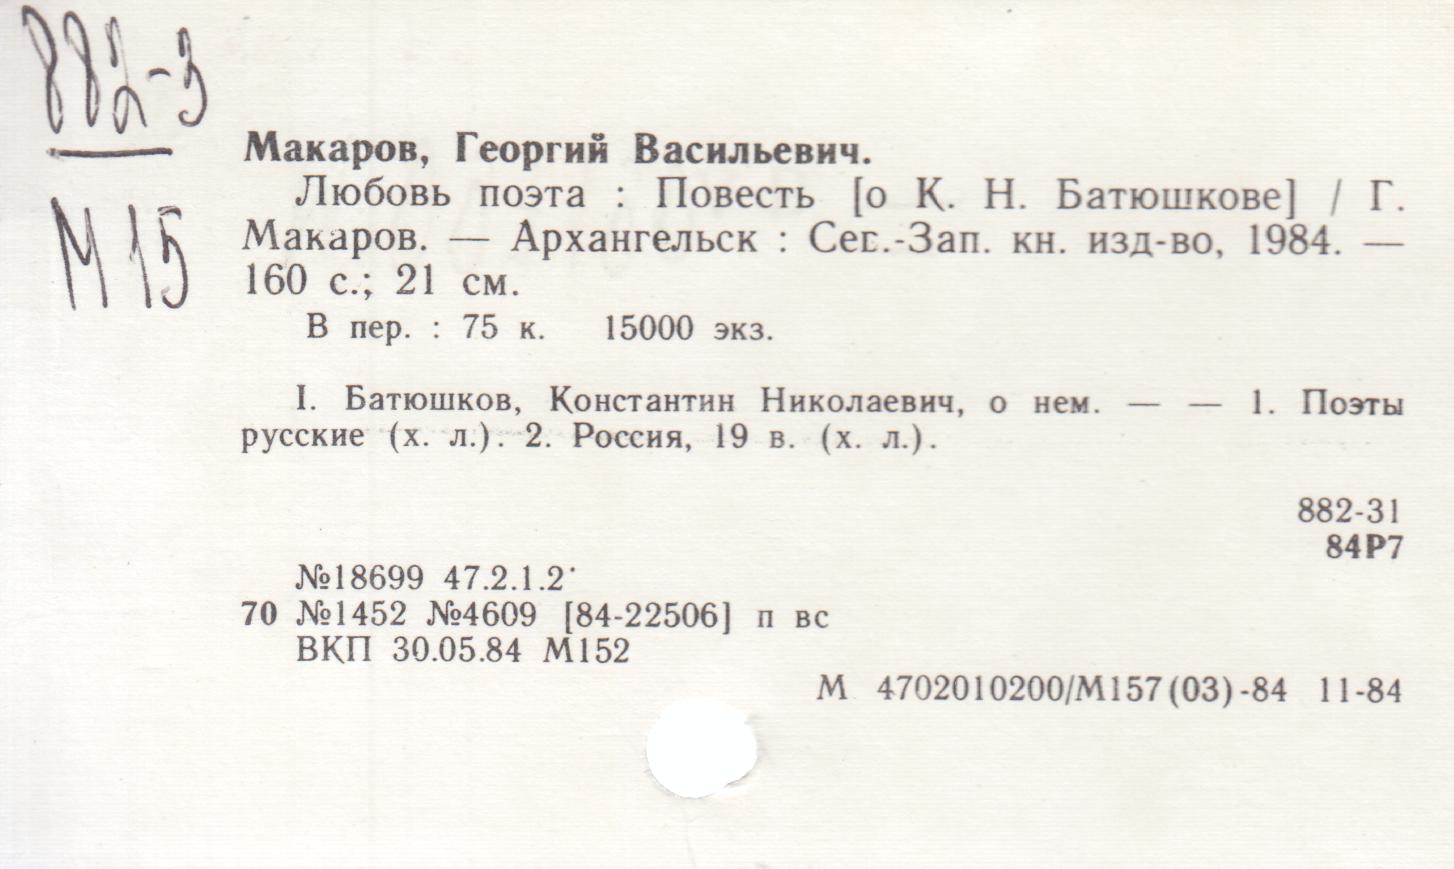 882-3
М15
Макаров, Георгий Васильевич.
Любовь поэта : Повесть [о К. Н. Батюшкове] / Г.
Макаров. — Архангельск : Сев.-Зап. кн. изд-во, 1984. —
160 с.; 21 см.
В пер. : 75 к. 15000 экз.
I. Батюшков, Константин Николаевич, о нем. — — 1. Поэты
русские (х. л.). 2. Россия, 19 в. (х. л.).
882-31
84Р7
№18699 47.2.1.2
70 №1452 №4609 [84-22506] п вс
ВКП 30.05.84 М152
М 4702010200/М157(03)-84 11-84